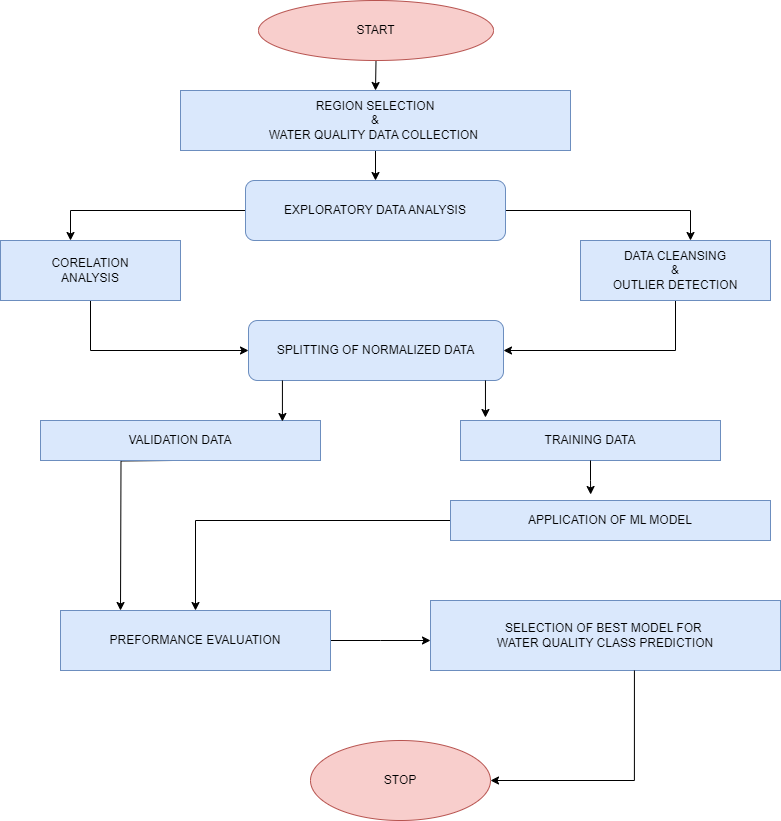 START
REGION SELECTION
&
WATER QUALITY DATA COLLECTION
EXPLORATORY DATA ANALYSIS
CORELATION
ANALYSIS
DATA CLEANSING
&
OUTLIER DETECTION
SPLITTING OF NORMALIZED DATA
VALIDATION DATA
TRAINING DATA
APPLICATION OF ML MODEL
PREFORMANCE EVALUATION
SELECTION OF BEST MODEL FOR
WATER QUALITY CLASS PREDICTION
STOP